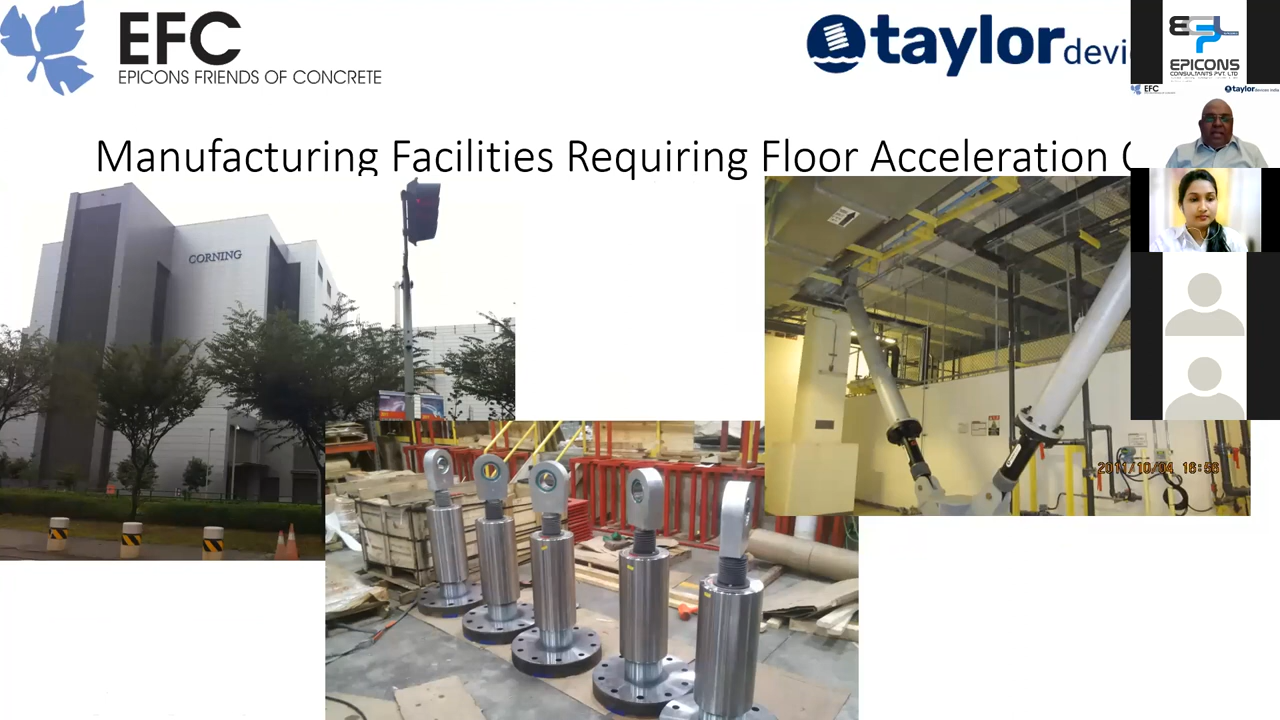 EFC
EPICONS FRIENDS OF CONCRETE
taylor devi
EPICONS
CONSULTANTS PVT. LTD
EFC
taylor devices india
Manufacturing Facilities Requiring Floor Acceleration C
CORNING
2011/10/04 16:56